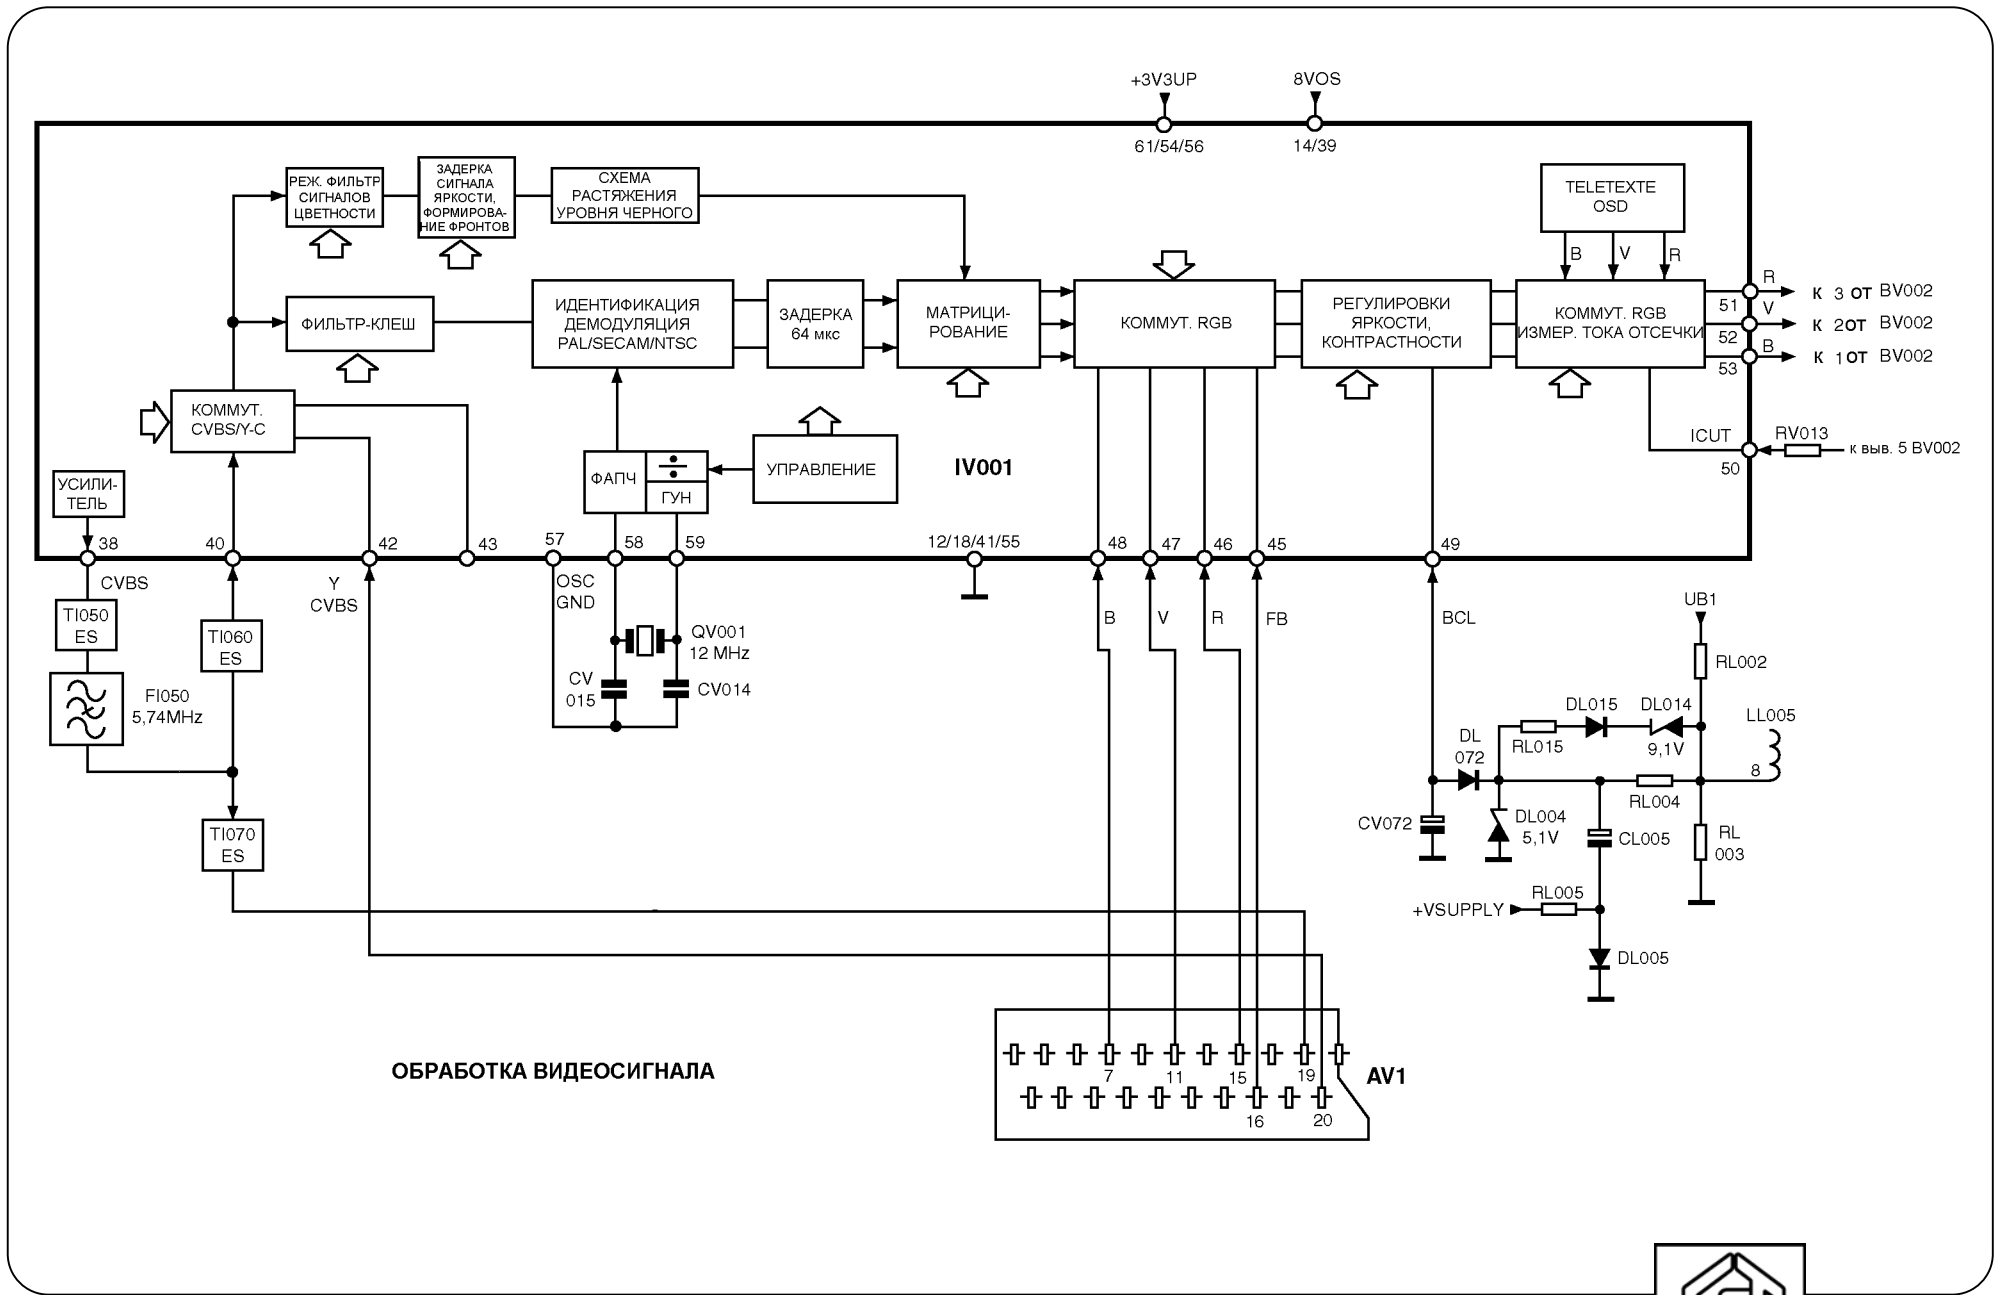 +3V3UP
8VOS
61/54/56
14/39
РЕЖ. ФИЛЬТР
СИГНАЛОВ
ЦВЕТНОСТИ
ЗАДЕРКА
СИГНАЛА
ЯРКОСТИ,
ФОРМИРОВА-
НИЕ ФРОНТОВ
СХЕМА
РАСТЯЖЕНИЯ
УРОВНЯ ЧЕРНОГО
TELETEXTE
OSD
B
V
R
ФИЛЬТР-КЛЕШ
ИДЕНТИФИКАЦИЯ
ДЕМОДУЛЯЦИЯ
PAL/SECAM/NTSC
ЗАДЕРКА
64 мкс
МАТРИЦИ-
РОВАНИЕ
КОММУТ. RGB
РЕГУЛИРОВКИ
ЯРКОСТИ,
КОНТРАСТНОСТИ
КОММУТ. RGB
ИЗМЕР. ТОКА ОТСЕЧКИ
R
51
К 3 ОТ BV002
V
52
К 2ОТ BV002
B
53
К 1ОТ BV002
КОММУТ.
CVBS/Y-C
ICUT
50
RV013
к выв. 5 BV002
УСИЛИ-
ТЕЛЬ
ФАПЧ
ГУН
УПРАВЛЕНИЕ
IV001
38
40
42
43
57
58
59
12/18/41/55
48
47
46
45
49
CVBS
Y
CVBS
OSC
GND
B
V
R
FB
BCL
TI050
ES
TI060
ES
QV001
12 MHz
CV
015
CV014
FI050
5,74MHz
TI070
ES
UB1
RL002
DL015
DL014
LL005
RL015
9,1V
DL
072
8
RL004
CV072
DL004
5,1V
CL005
RL
003
RL005
+VSUPPLY
DL005
ОБРАБОТКА ВИДЕОСИГНАЛА
7
11
15
19
AV1
16
20